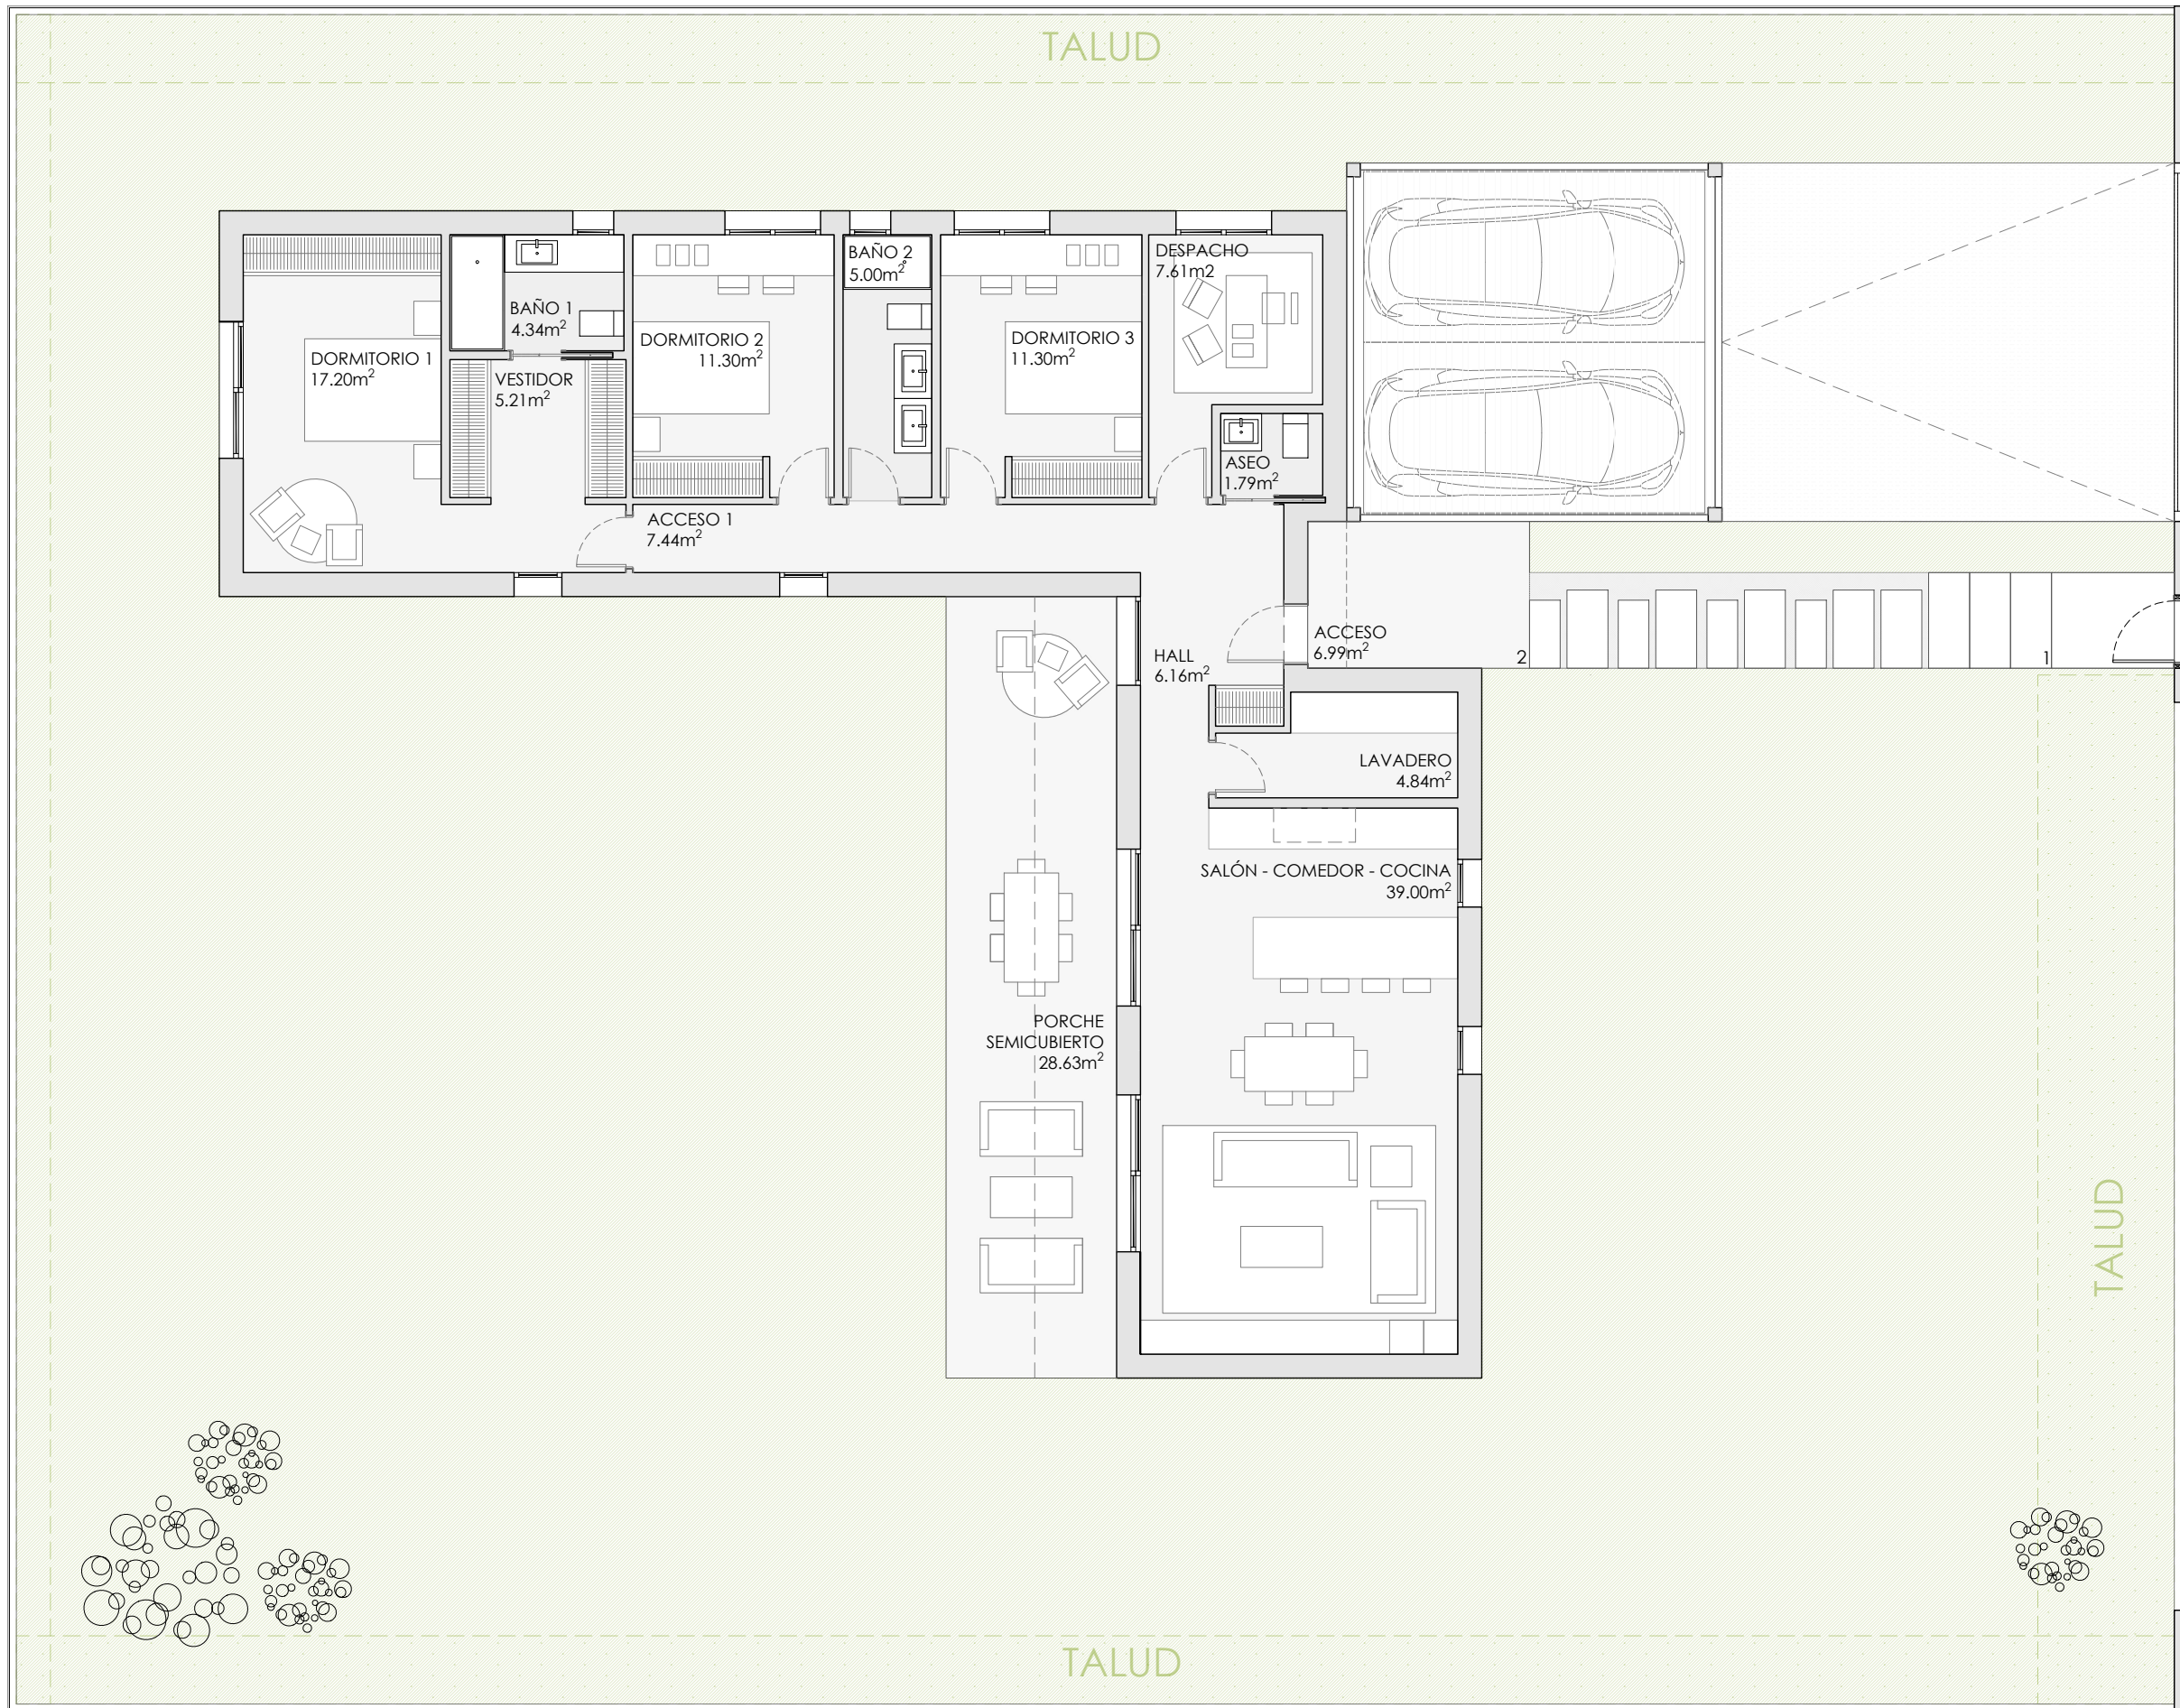 TALUD
DORMITORIO 1
17.20m²
BAÑO 1
4.34m²
VESTIDOR
5.21m²
DORMITORIO 2
11.30m²
BAÑO 2
5.00m²
DORMITORIO 3
11.30m²
DESPACHO
7.61m2
ASEO
1.79m²
ACCESO 1
7.44m²
HALL
6.16m²
ACCESO
6.99m²
2
1
LAVADERO
4.84m²
SALÓN - COMEDOR - COCINA
39.00m²
PORCHE
SEMICUBIERTO
28.63m²
TALUD
TALUD